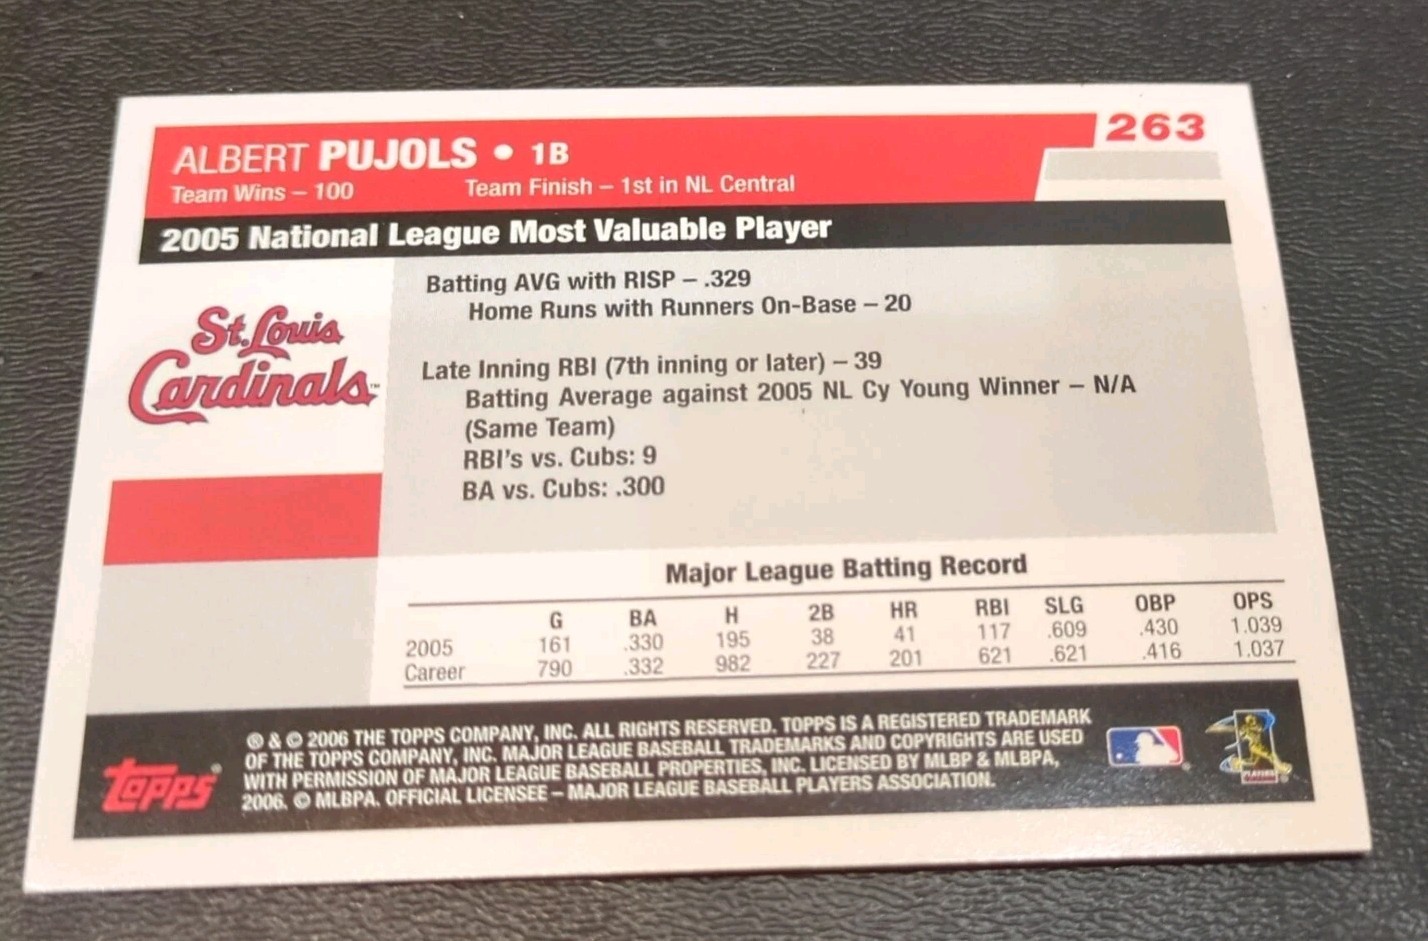 263
ALBERT PUJOLS • 1B
Team Wins – 100 Team Finish – 1st in NL Central
2005 National League Most Valuable Player
St. Louis
Cardinals™
Batting AVG with RISP – .329
Home Runs with Runners On-Base – 20
Late Inning RBI (7th inning or later) – 39
Batting Average against 2005 NL Cy Young Winner – N/A
(Same Team)
RBI's vs. Cubs: 9
BA vs. Cubs: .300
Major League Batting Record
G BA H 2B HR RBI SLG OBP OPS
2005 161 .330 195 38 41 117 .609 .430 1.039
Career 790 .332 982 227 201 621 .621 .416 1.037
® & © 2006 THE TOPPS COMPANY, INC. ALL RIGHTS RESERVED. TOPPS IS A REGISTERED TRADEMARK
OF THE TOPPS COMPANY, INC. MAJOR LEAGUE BASEBALL TRADEMARKS AND COPYRIGHTS ARE USED
WITH PERMISSION OF MAJOR LEAGUE BASEBALL PROPERTIES, INC. LICENSED BY MLBP & MLBPA,
2006. © MLBPA. OFFICIAL LICENSEE – MAJOR LEAGUE BASEBALL PLAYERS ASSOCIATION.
Topps®
PLAYERS